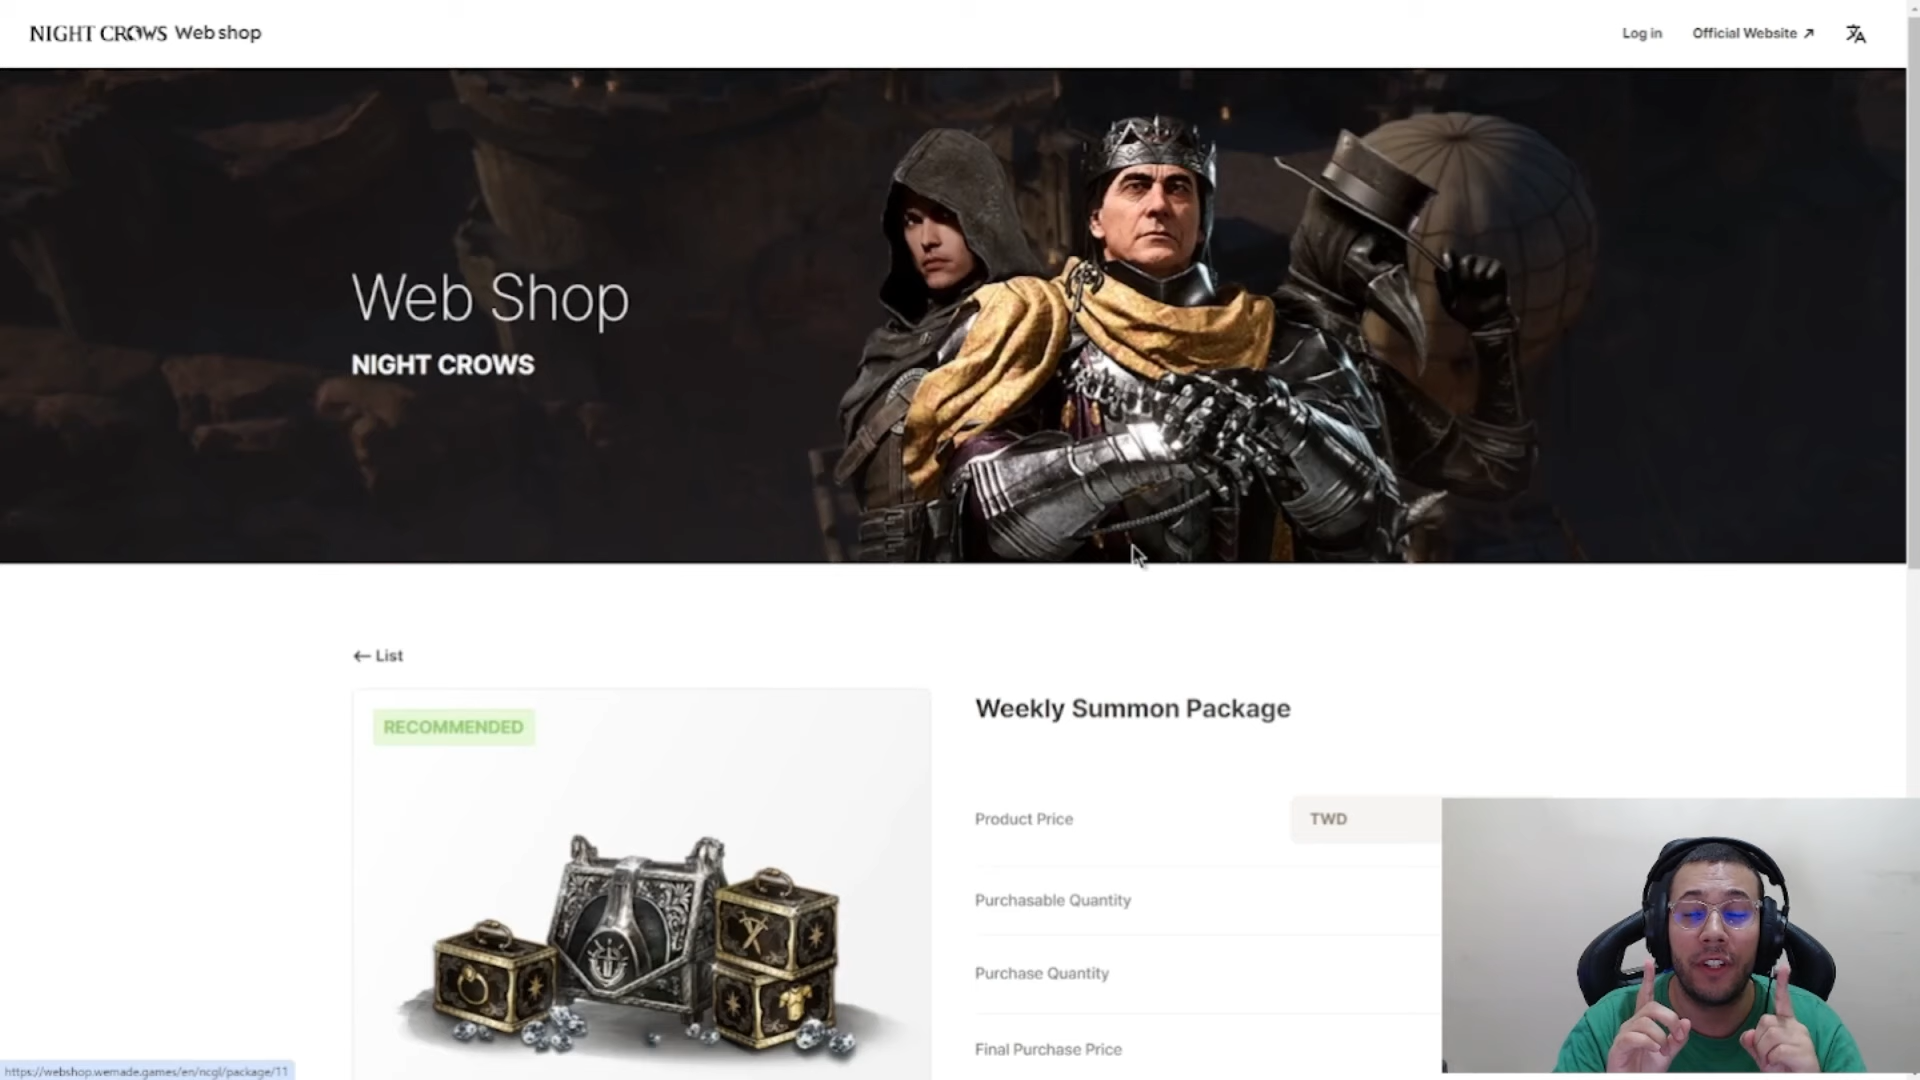 NIGHT CROWS Web shop
Log in
Official Website ↗
Web Shop
NIGHT CROWS
← List
RECOMMENDED
Weekly Summon Package
Product Price
TWD
Purchasable Quantity
Purchase Quantity
Final Purchase Price
https://webshop.wemade.games/en/ncgl/package/11